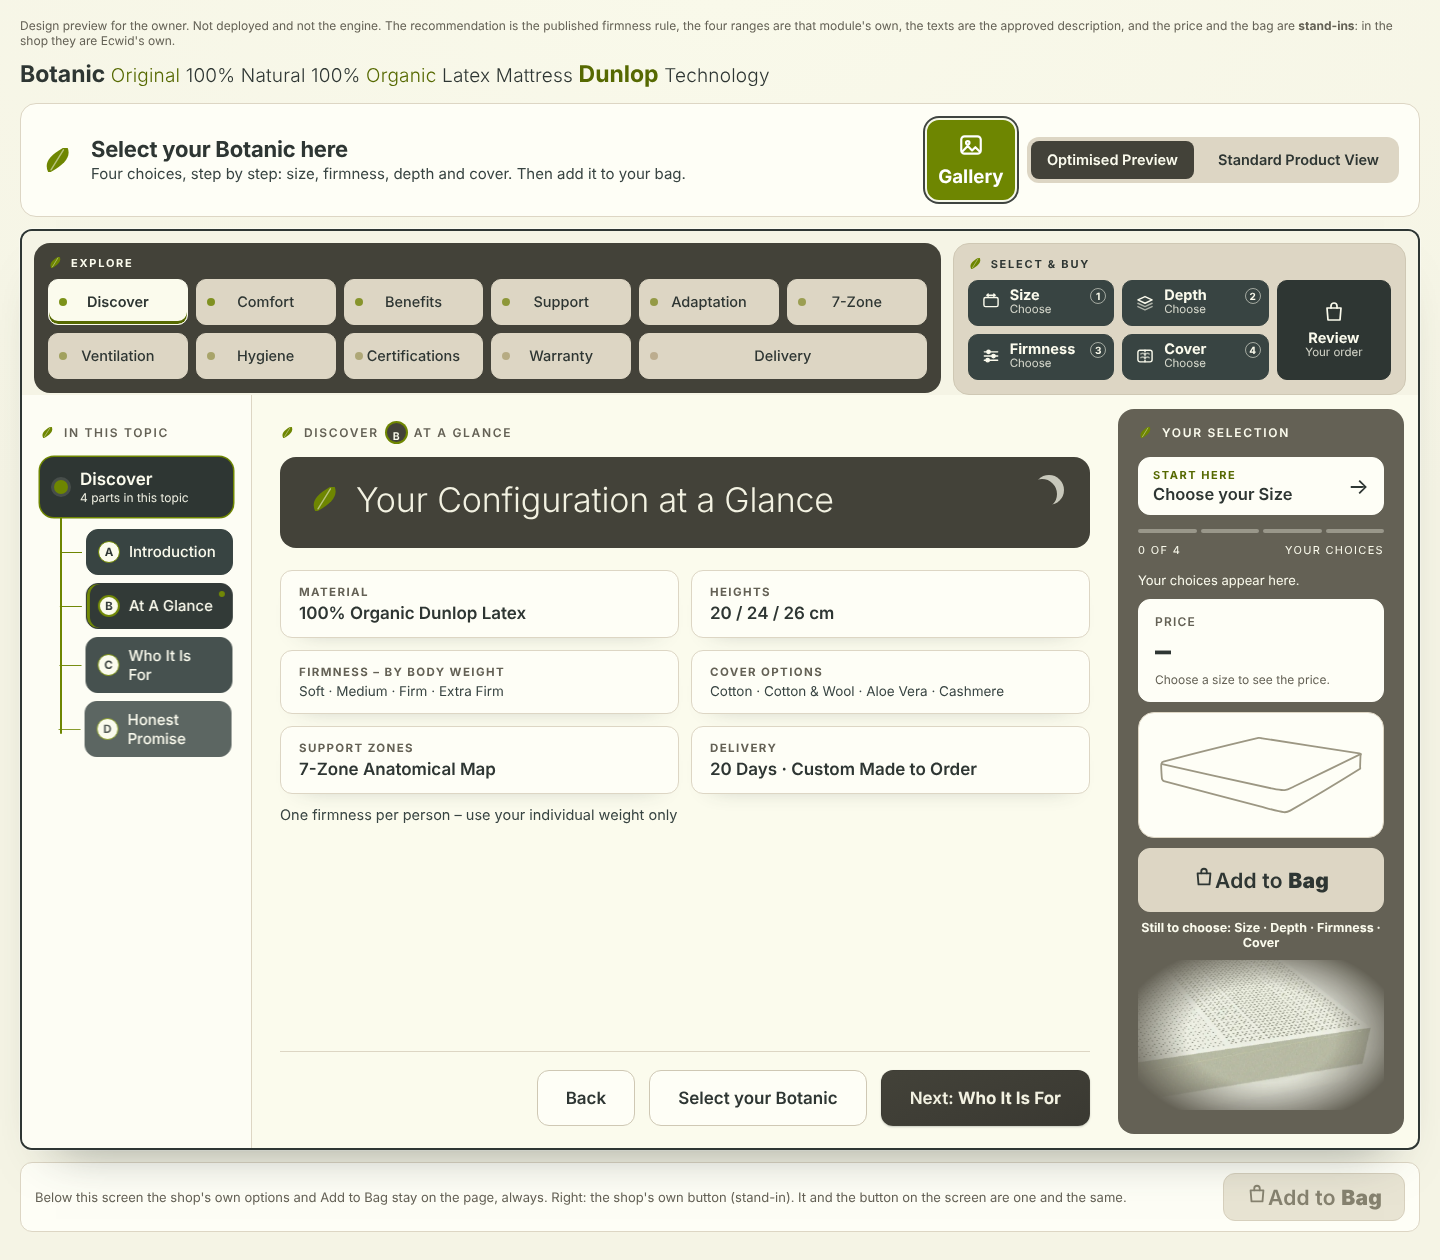 Design preview for the owner. Not deployed and not the engine. The recommendation is the published firmness rule, the four ranges are that module's own, the texts are the approved description, and the price and the bag are stand-ins: in the
shop they are Ecwid's own.
Botanic Original 100% Natural 100% Organic Latex Mattress Dunlop Technology
Select your Botanic here
Four choices, step by step: size, firmness, depth and cover. Then add it to your bag.
Gallery
Optimised Preview
Standard Product View
EXPLORE
Discover
Comfort
Benefits
Support
Adaptation
7-Zone
Ventilation
Hygiene
Certifications
Warranty
Delivery
SELECT & BUY
Size
Choose
1
Depth
Choose
2
Firmness
Choose
3
Cover
Choose
4
Review
Your order
IN THIS TOPIC
Discover
4 parts in this topic
A Introduction
B At A Glance
C Who It Is
For
D Honest
Promise
DISCOVER B AT A GLANCE
Your Configuration at a Glance
MATERIAL
100% Organic Dunlop Latex
HEIGHTS
20 / 24 / 26 cm
FIRMNESS – BY BODY WEIGHT
Soft · Medium · Firm · Extra Firm
COVER OPTIONS
Cotton · Cotton & Wool · Aloe Vera · Cashmere
SUPPORT ZONES
7-Zone Anatomical Map
DELIVERY
20 Days · Custom Made to Order
One firmness per person – use your individual weight only
Back
Select your Botanic
Next: Who It Is For
YOUR SELECTION
START HERE
Choose your Size
0 OF 4
YOUR CHOICES
Your choices appear here.
PRICE
–
Choose a size to see the price.
Add to Bag
Still to choose: Size · Depth · Firmness ·
Cover
Below this screen the shop's own options and Add to Bag stay on the page, always. Right: the shop's own button (stand-in). It and the button on the screen are one and the same.
Add to Bag